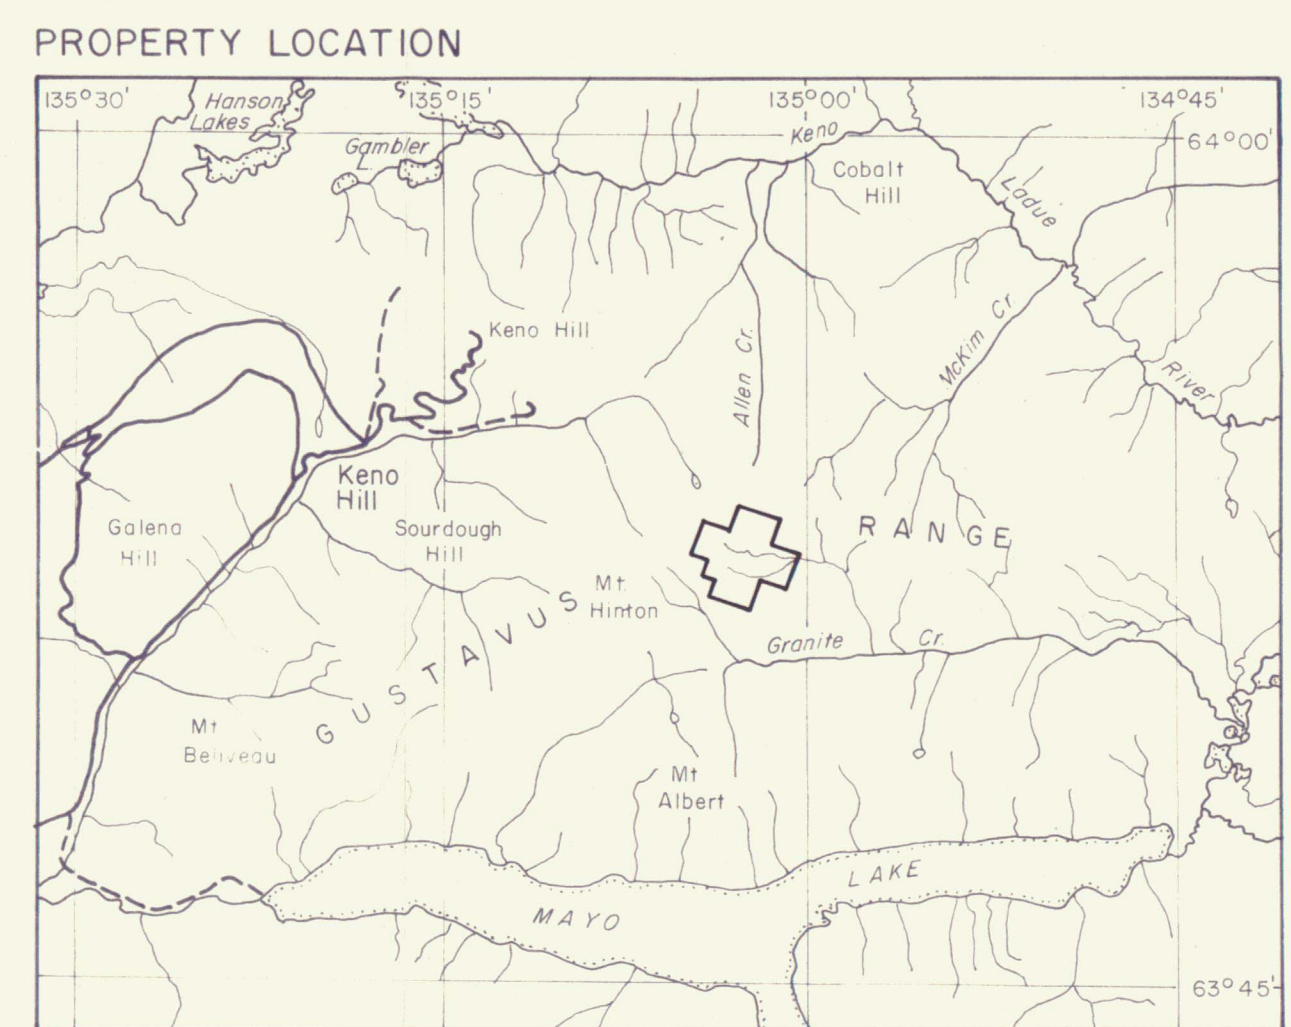 PROPERTY LOCATION
135°30'
135°15'
135°00'
134°45'
Hanson
Lakes
Gambler
L.
Keno
64°00'
Cobalt
Hill
Ladue
Keno Hill
Allen Cr.
McKim Cr.
River
Keno
Hill
Galena
Hill
Sourdough
Hill
RANGE
Mt.
Hinton
GUSTAVUS
Granite Cr.
Mt
Beliveau
Mt
Albert
LAKE
MAYO
63°45'